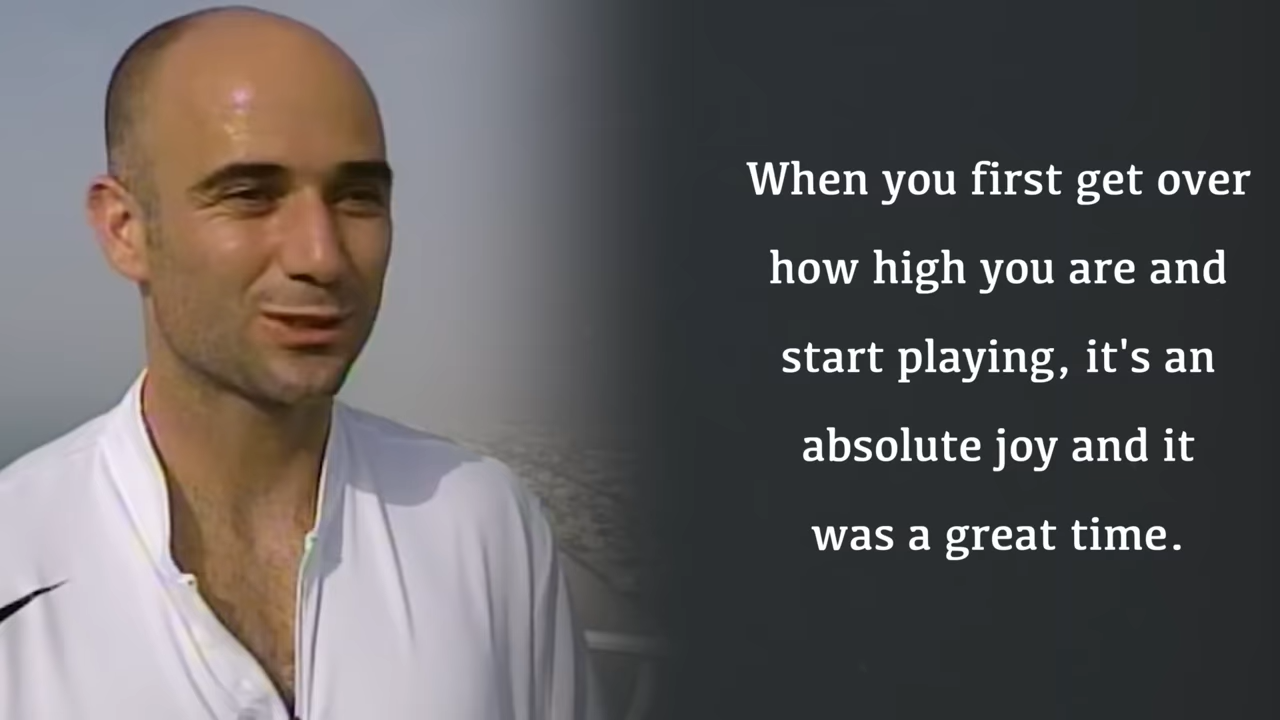 When you first get over
how high you are and
start playing, it's an
absolute joy and it
was a great time.